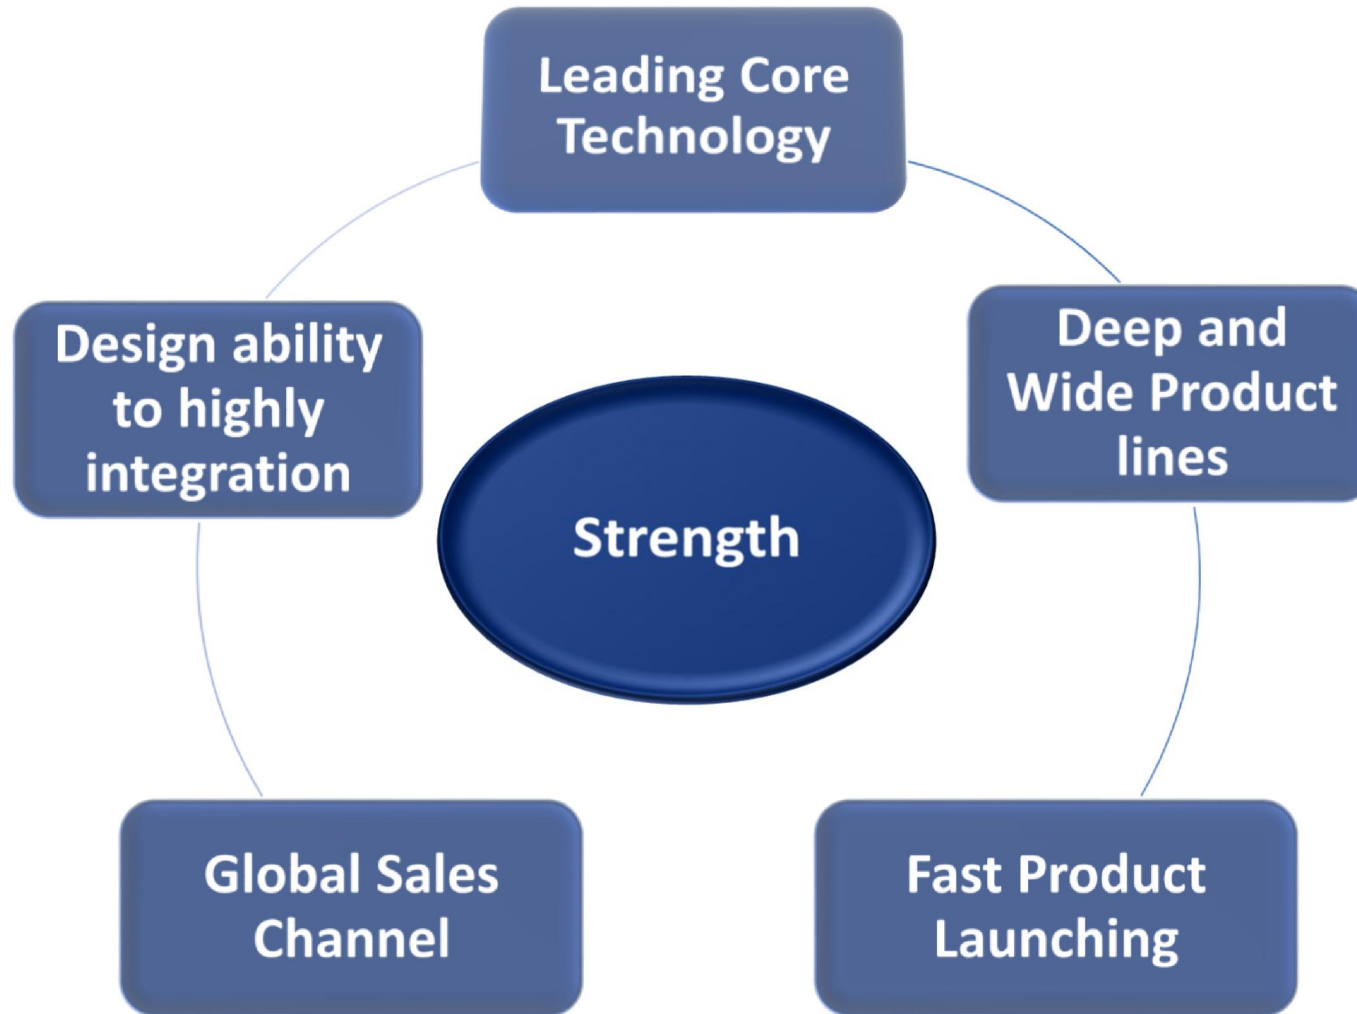 Leading Core
Technology
Design ability
to highly
integration
Deep and
Wide Product
lines
Strength
Global Sales
Channel
Fast Product
Launching